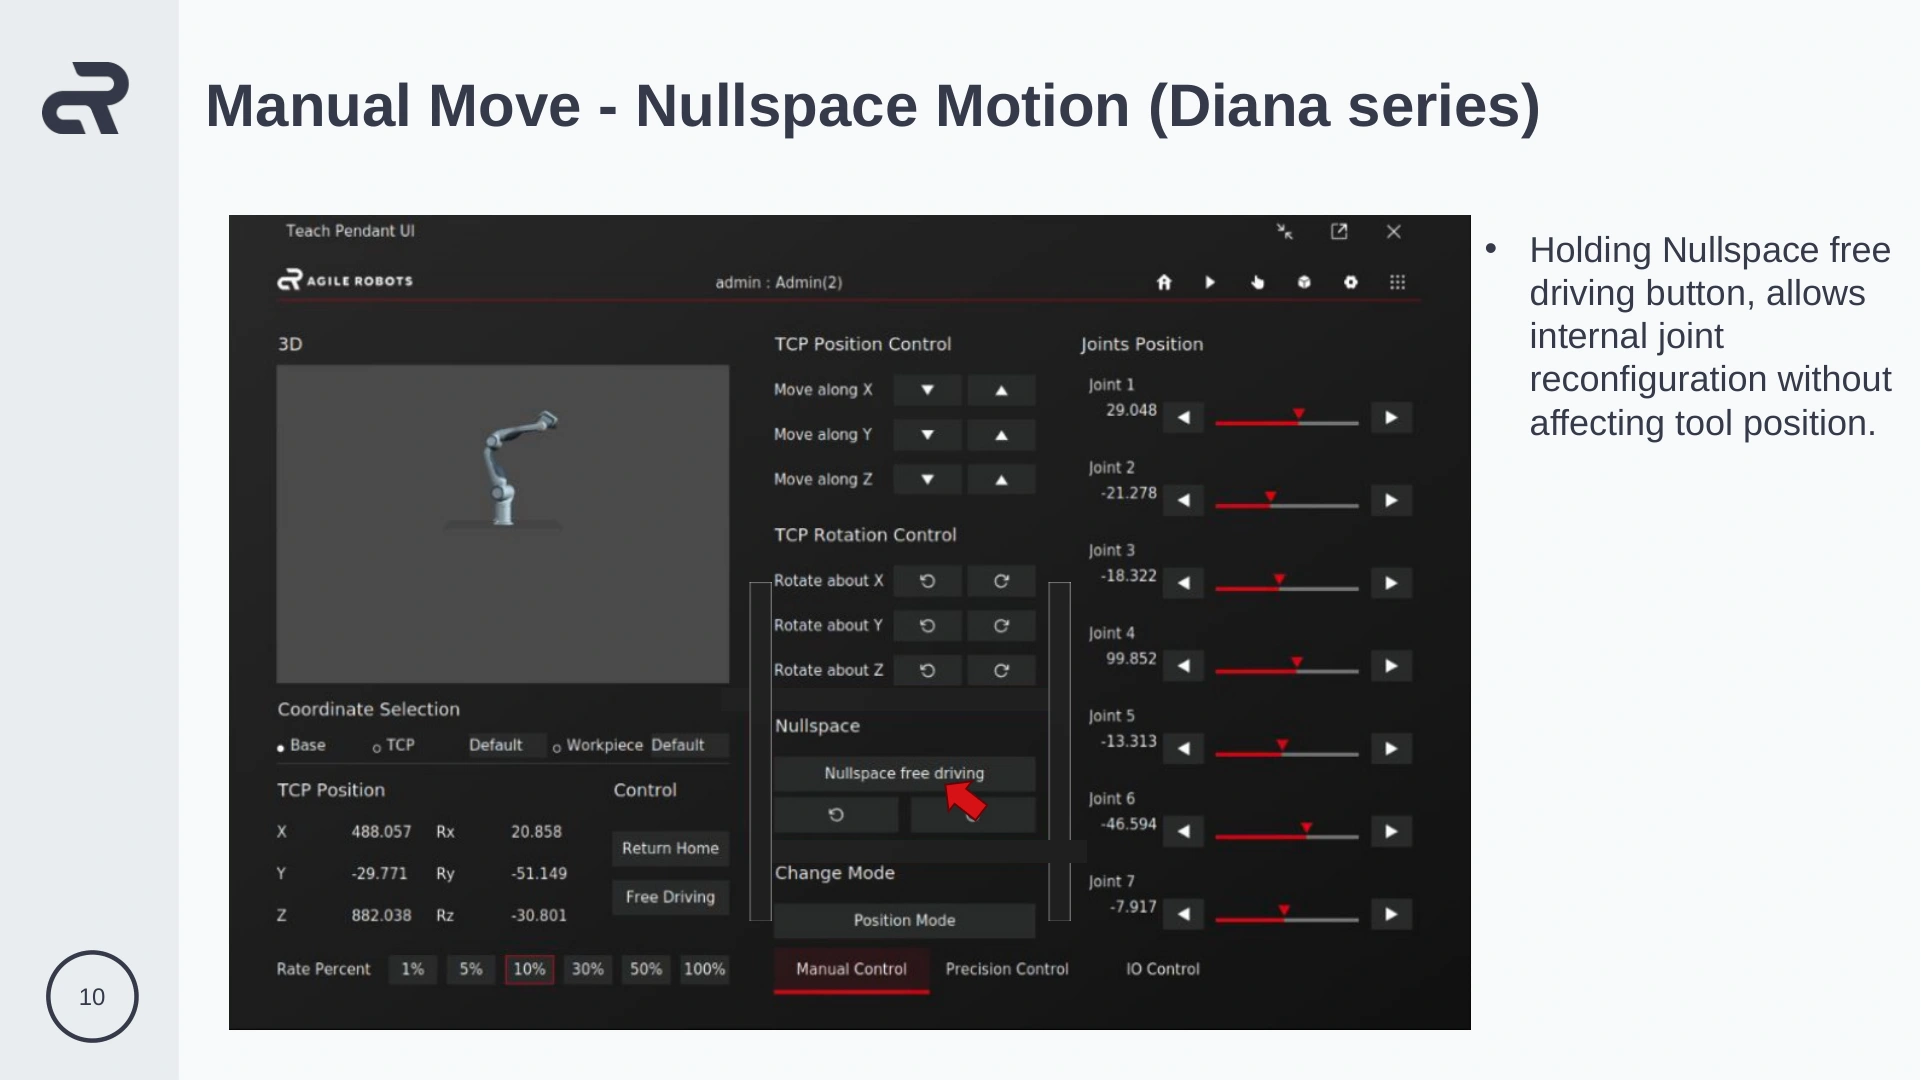 Manual Move - Nullspace Motion (Diana series)
Teach Pendant UI
AGILE ROBOTS
admin : Admin(2)
3D
Coordinate Selection
Base
TCP
Default
Workpiece
Default
TCP Position
Control
X 488.057 Rx 20.858
Y -29.771 Ry -51.149
Z 882.038 Rz -30.801
Return Home
Free Driving
Rate Percent 1% 5% 10% 30% 50% 100%
TCP Position Control
Move along X
Move along Y
Move along Z
TCP Rotation Control
Rotate about X
Rotate about Y
Rotate about Z
Nullspace
Nullspace free driving
Change Mode
Position Mode
Manual Control
Precision Control
IO Control
Joints Position
Joint 1
29.048
Joint 2
-21.278
Joint 3
-18.322
Joint 4
99.852
Joint 5
-13.313
Joint 6
-46.594
Joint 7
-7.917
• Holding Nullspace free
driving button, allows
internal joint
reconfiguration without
affecting tool position.
10